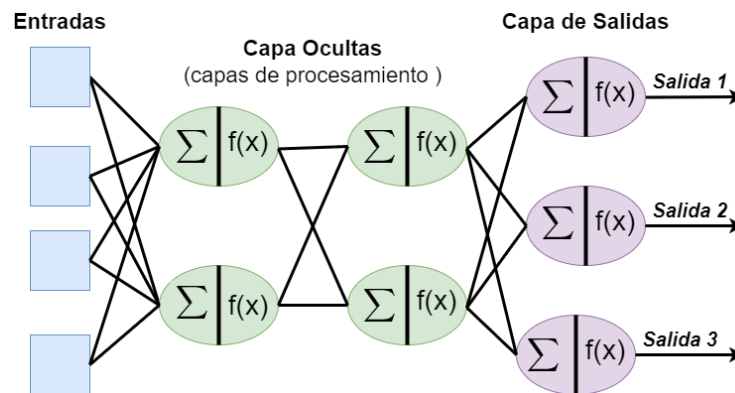 Entradas
Capa Ocultas
(capas de procesamiento )
Capa de Salidas
∑ f(x)
∑ f(x)
∑ f(x) Salida 1
∑ f(x) Salida 2
∑ f(x)
∑ f(x)
∑ f(x) Salida 3